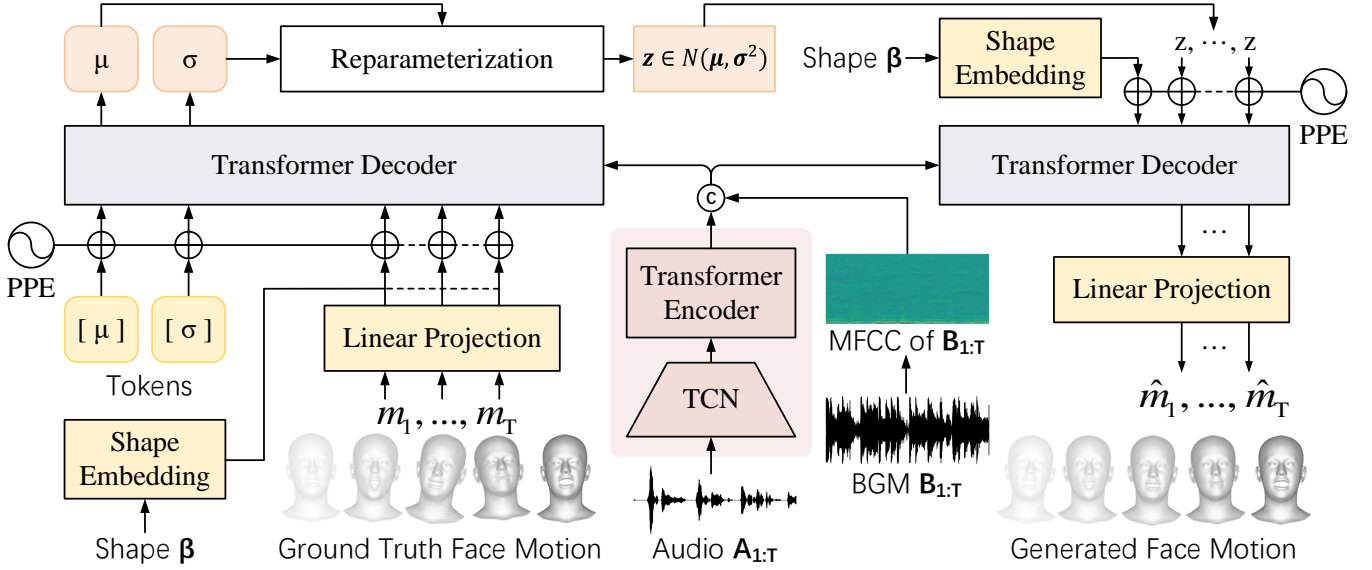 μ
σ
Reparameterization
z ∈ N(μ, σ²)
Shape β
Shape
Embedding
z, ..., z
PPE
Transformer Decoder
Transformer Decoder
C
PPE
[ μ ]
[ σ ]
Tokens
Linear Projection
m₁, ..., m_T
Shape
Embedding
Shape β
Ground Truth Face Motion
Transformer
Encoder
TCN
Audio A₁:T
MFCC of B₁:T
BGM B₁:T
...
Linear Projection
...
m̂₁, ..., m̂_T
Generated Face Motion